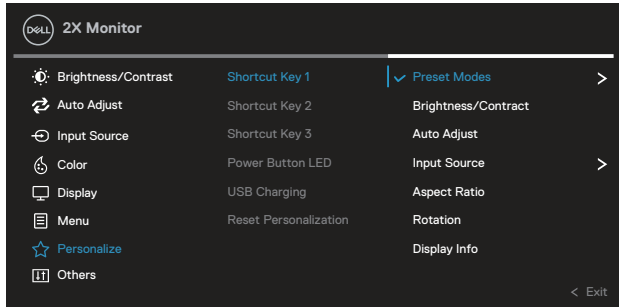 DELL 2X Monitor
Brightness/Contrast
Auto Adjust
Input Source
Color
Display
Menu
Personalize
Others
Shortcut Key 1
Shortcut Key 2
Shortcut Key 3
Power Button LED
USB Charging
Reset Personalization
Preset Modes >
Brightness/Contract
Auto Adjust
Input Source >
Aspect Ratio
Rotation
Display Info
< Exit